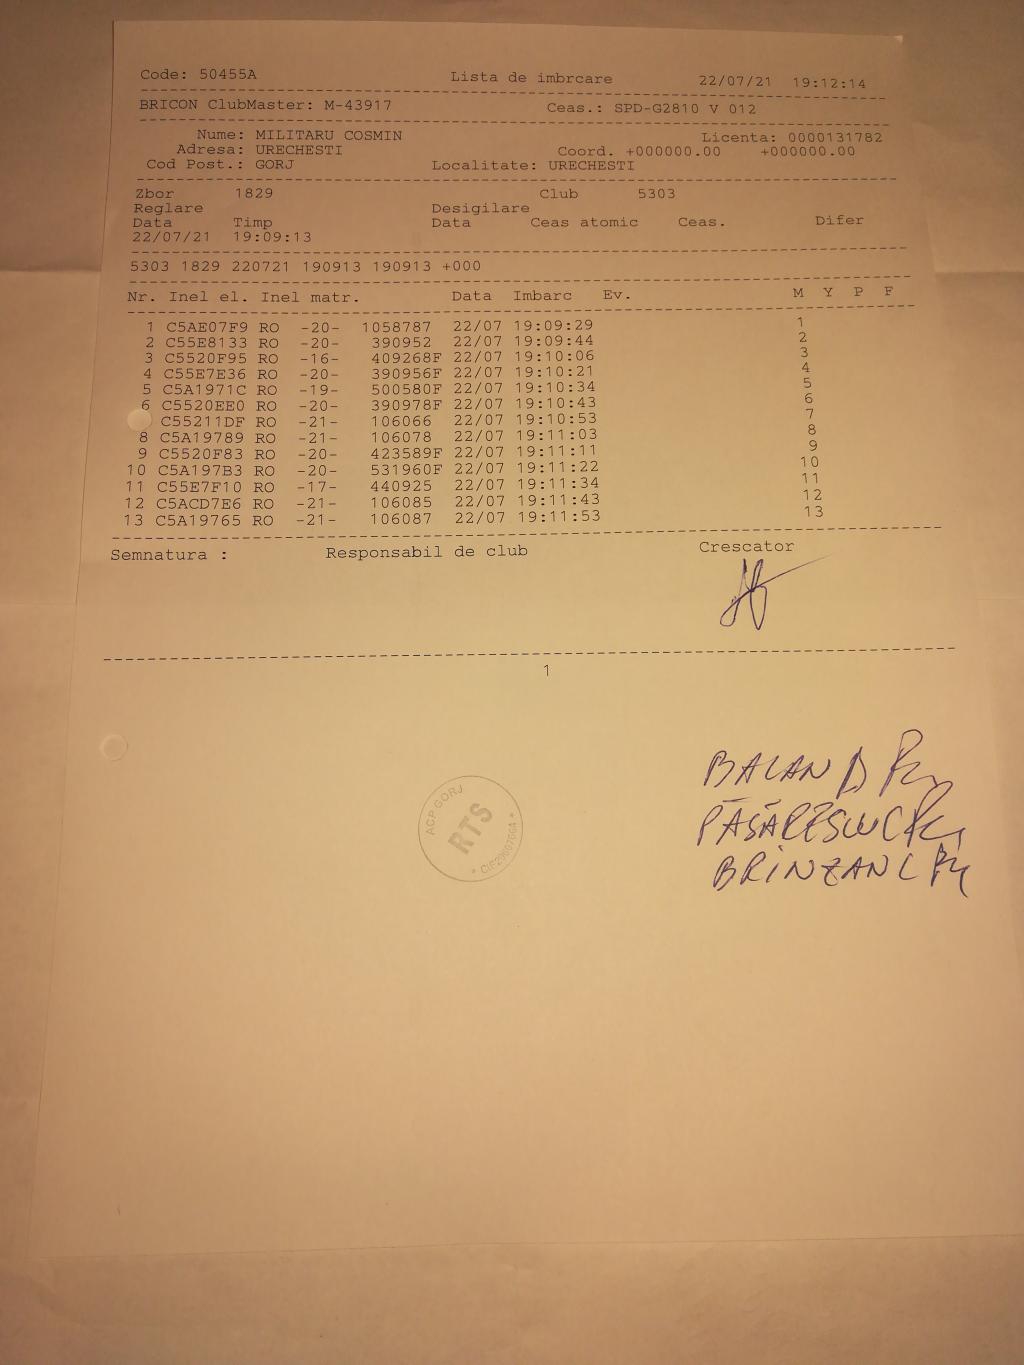 Code: 50455A Lista de imbrcare 22/07/21 19:12:14
BRICON ClubMaster: M-43917 Ceas.: SPD-G2810 V 012
Nume: MILITARU COSMIN Licenta: 0000131782
Adresa: URECHESTI Coord. +000000.00 +000000.00
Cod Post.: GORJ Localitate: URECHESTI
Zbor 1829 Club 5303
Reglare Desigilare
Data Timp Data Ceas atomic Ceas. Difer
22/07/21 19:09:13
5303 1829 220721 190913 190913 +000
Nr. Inel el. Inel matr. Data Imbarc Ev. M Y P F
1 C5AE07F9 RO -20- 1058787 22/07 19:09:29 1
2 C55E8133 RO -20- 390952 22/07 19:09:44 2
3 C5520F95 RO -16- 409268F 22/07 19:10:06 3
4 C55E7E36 RO -20- 390956F 22/07 19:10:21 4
5 C5A1971C RO -19- 500580F 22/07 19:10:34 5
6 C5520EE0 RO -20- 390978F 22/07 19:10:43 6
C55211DF RO -21- 106066 22/07 19:10:53 7
8 C5A19789 RO -21- 106078 22/07 19:11:03 8
9 C5520F83 RO -20- 423589F 22/07 19:11:11 9
10 C5A197B3 RO -20- 531960F 22/07 19:11:22 10
11 C55E7F10 RO -17- 440925 22/07 19:11:34 11
12 C5ACD7E6 RO -21- 106085 22/07 19:11:43 12
13 C5A19765 RO -21- 106087 22/07 19:11:53 13
Semnatura : Responsabil de club Crescator
1
BALAN D
PĂSĂRESCU C
BRINZAN C
ACP GORJ
RTS